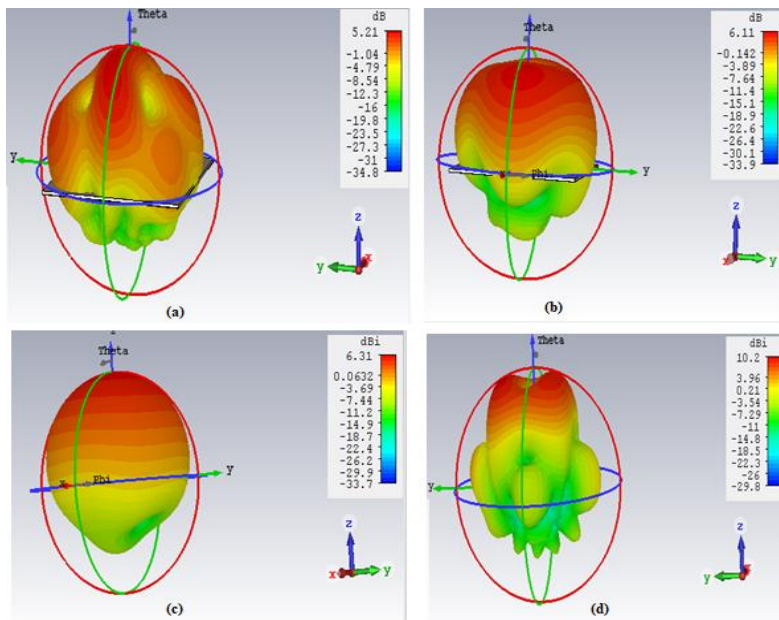 Theta
dB
5.21
-1.04
-4.79
-8.54
-12.3
-16
-19.8
-23.5
-27.3
-31
-34.8
y
z
y
x
(a)
Theta
dB
6.11
-0.142
-3.89
-7.64
-11.4
-15.1
-18.9
-22.6
-26.4
-30.1
-33.9
x
Phi
y
z
x
y
(b)
Theta
dBi
6.31
0.0632
-3.69
-7.44
-11.2
-14.9
-18.7
-22.4
-26.2
-29.9
-33.7
x
Phi
y
z
x
y
(c)
Theta
dBi
10.2
3.96
0.21
-3.54
-7.29
-11
-14.8
-18.5
-22.3
-26
-29.8
y
z
y
x
(d)